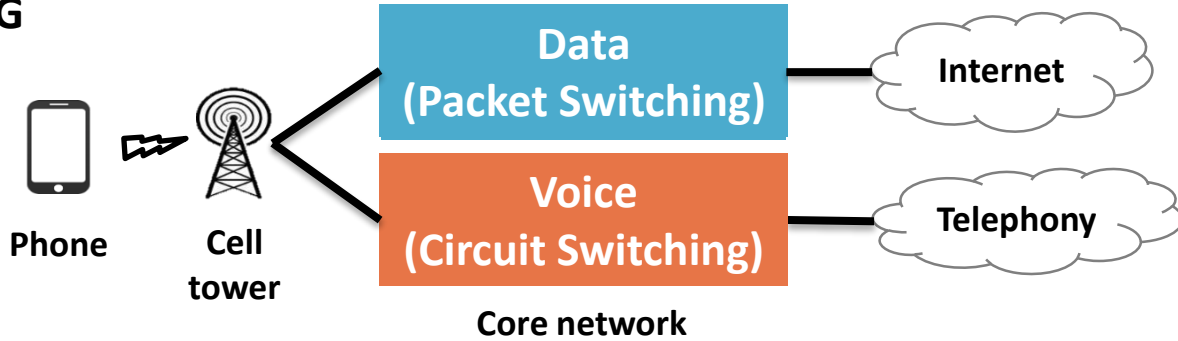 G
Data
(Packet Switching)
Internet
Voice
(Circuit Switching)
Telephony
Phone
Cell
tower
Core network